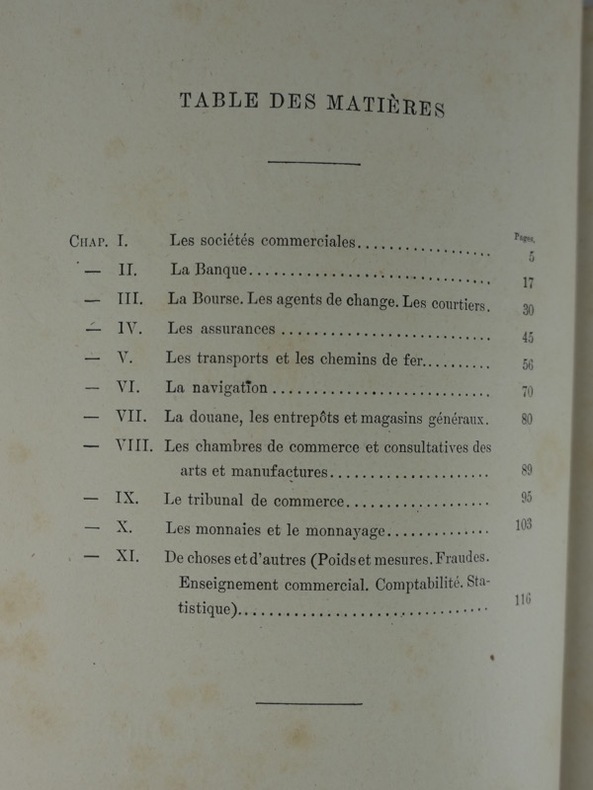 TABLE DES MATIÈRES
Pages.
CHAP. I. Les sociétés commerciales.................. 5
— II. La Banque.............................. 17
— III. La Bourse. Les agents de change. Les courtiers. 30
— IV. Les assurances .......................... 45
— V. Les transports et les chemins de fer.......... 56
— VI. La navigation ........................... 70
— VII. La douane, les entrepôts et magasins généraux. 80
— VIII. Les chambres de commerce et consultatives des
arts et manufactures..................... 89
— IX. Le tribunal de commerce................... 95
— X. Les monnaies et le monnayage............. 103
— XI. De choses et d'autres (Poids et mesures. Fraudes.
Enseignement commercial. Comptabilité. Sta-
tistique)................................ 116